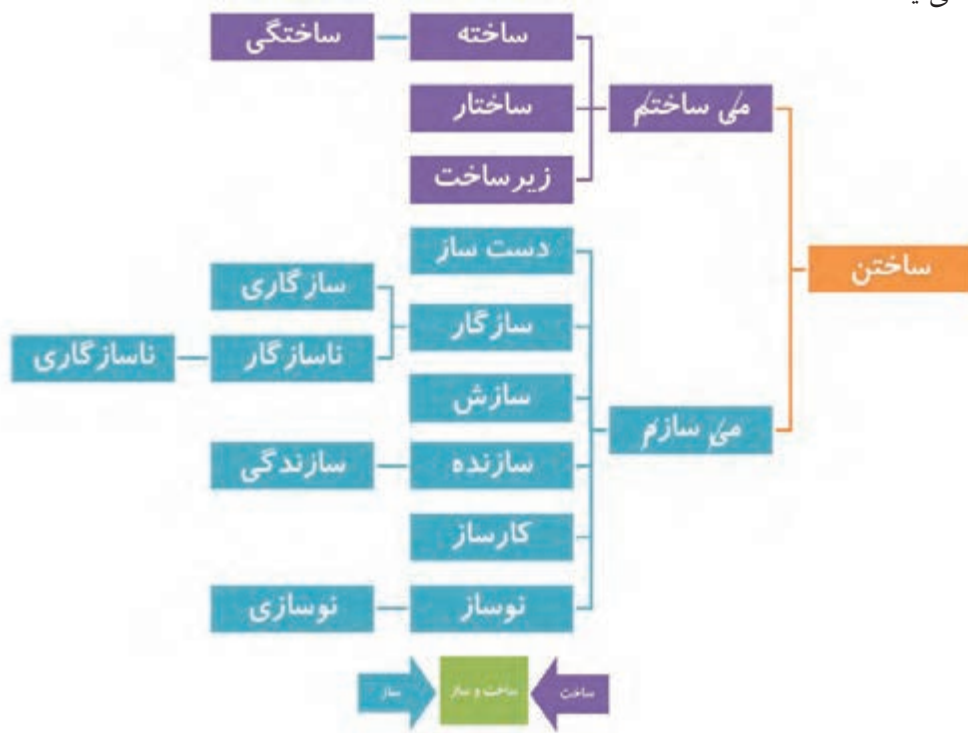 ساختن
می ساختم
ساخته
ساختگی
ساختار
زیرساخت
می سازم
دست ساز
سازگار
سازگاری
ناسازگار
ناسازگاری
سازش
سازنده
سازندگی
کارساز
نوساز
نوسازی
ساخت
ساخت و ساز
ساز